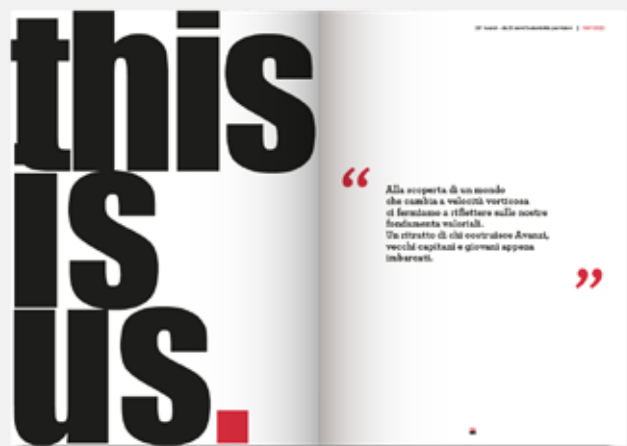 this
is
us.
“
Alla scoperta di un mondo
che cambia a velocità vorticosa
ci fermiamo a riflettere sulle nostre
fondamenta valoriali.
Un ritratto di chi costruisce Avanzi,
vecchi capitani e giovani appena
imbarcati.
”